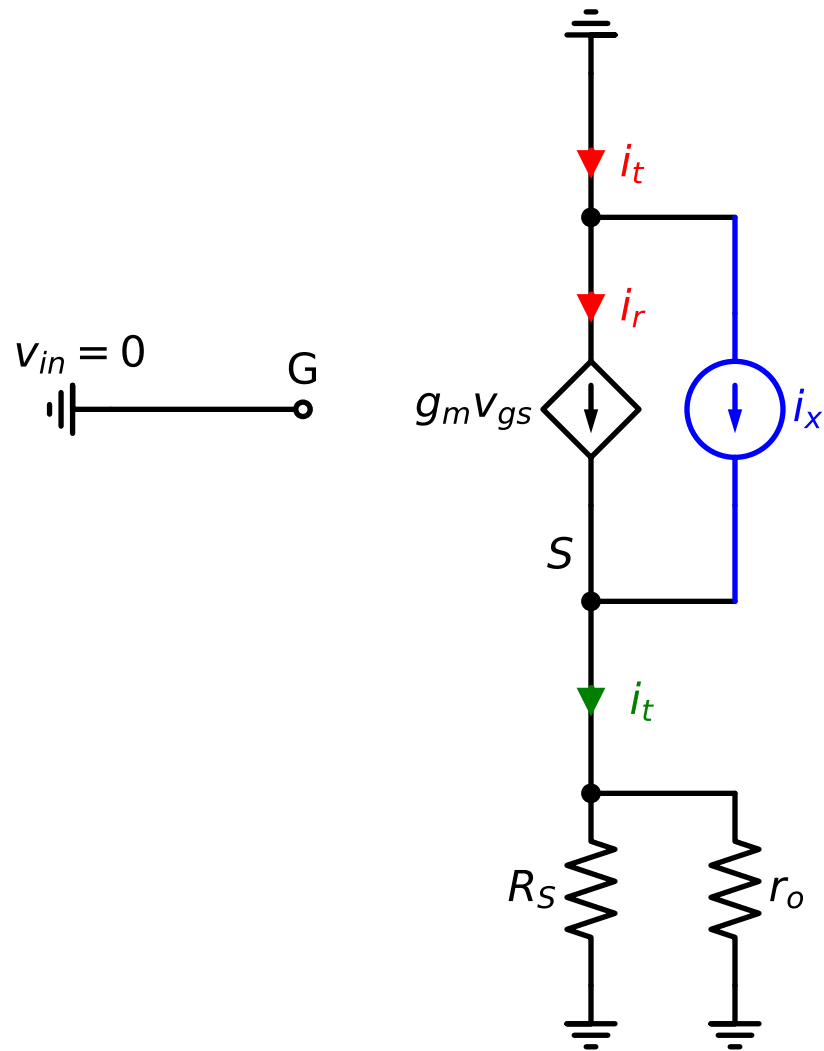 i_t
i_r
v_in = 0
G
g_m v_gs
i_x
S
i_t
R_S
r_o